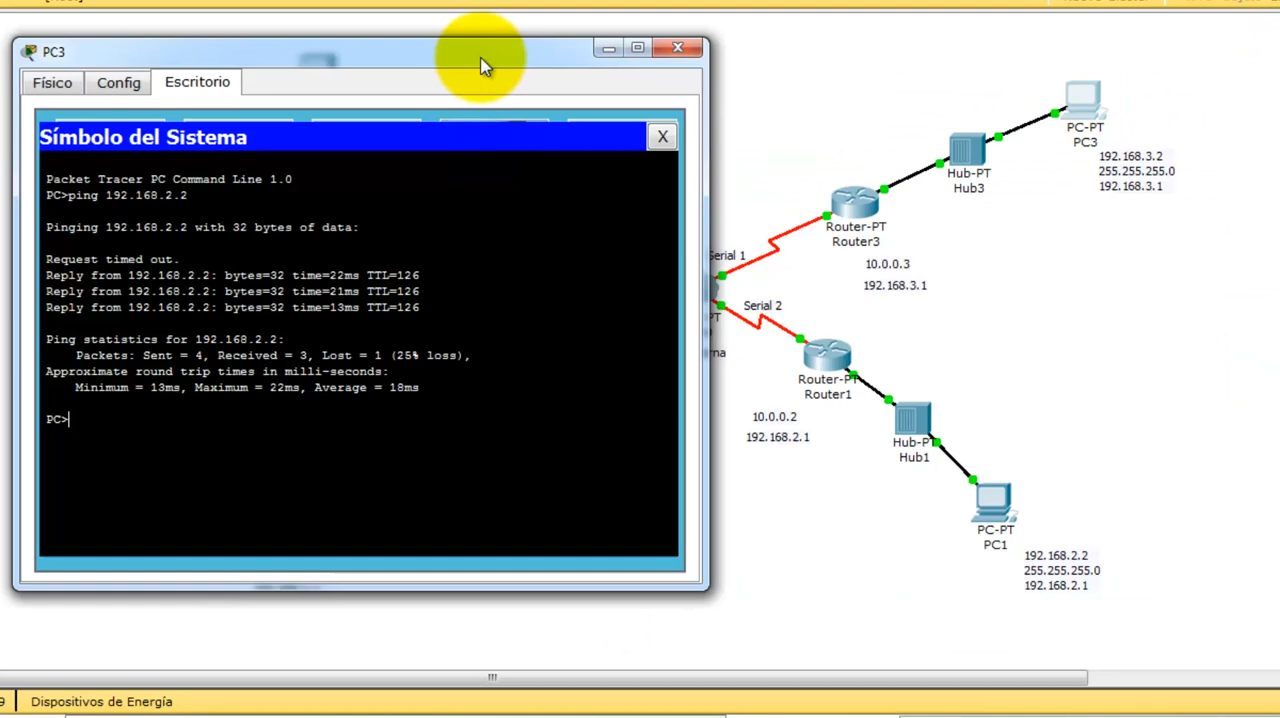 PC3
Físico
Config
Escritorio
Símbolo del Sistema
X
Packet Tracer PC Command Line 1.0
PC>ping 192.168.2.2
Pinging 192.168.2.2 with 32 bytes of data:
Request timed out.
Reply from 192.168.2.2: bytes=32 time=22ms TTL=126
Reply from 192.168.2.2: bytes=32 time=21ms TTL=126
Reply from 192.168.2.2: bytes=32 time=13ms TTL=126
Ping statistics for 192.168.2.2:
Packets: Sent = 4, Received = 3, Lost = 1 (25% loss),
Approximate round trip times in milli-seconds:
Minimum = 13ms, Maximum = 22ms, Average = 18ms
PC>
PC-PT
PC3
192.168.3.2
255.255.255.0
192.168.3.1
Hub-PT
Hub3
Router-PT
Router3
10.0.0.3
192.168.3.1
Serial 1
Serial 2
Router-PT
Router1
10.0.0.2
192.168.2.1
Hub-PT
Hub1
PC-PT
PC1
192.168.2.2
255.255.255.0
192.168.2.1
9
Dispositivos de Energía